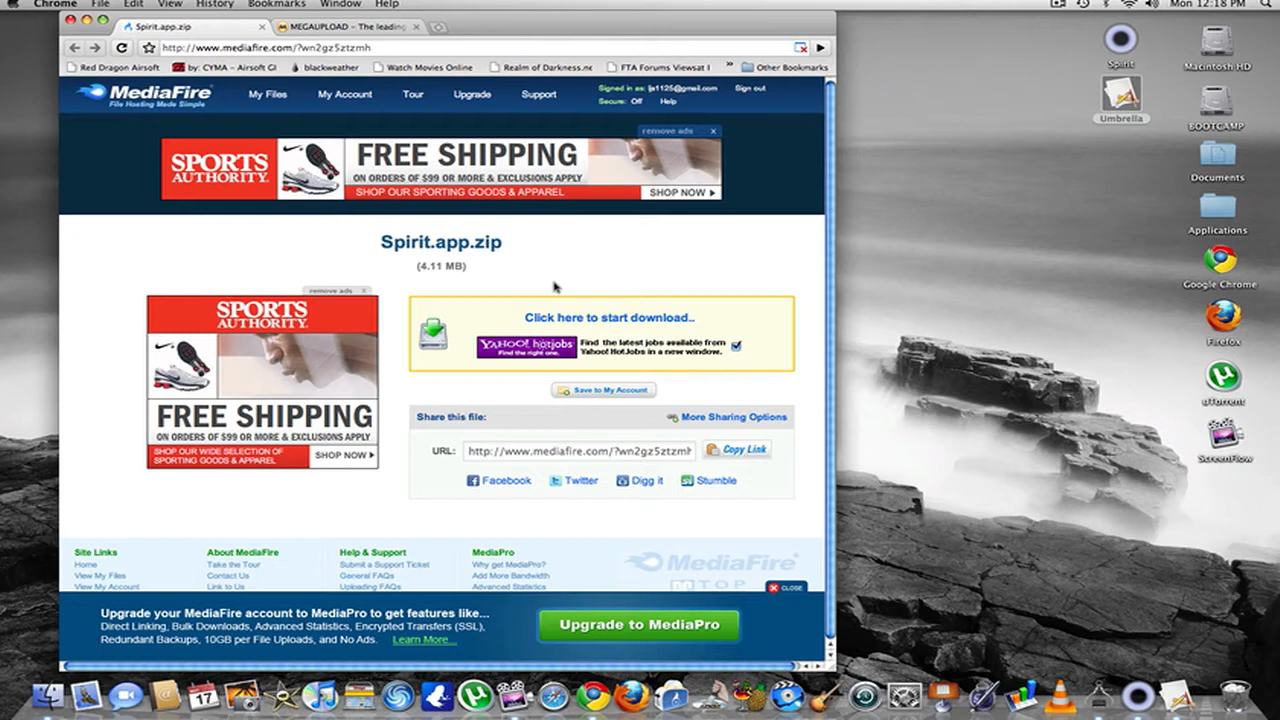 Chrome File Edit View History Bookmarks Window Help
Mon 12:18 PM
Spirit.app.zip
MEGAUPLOAD – The leading
http://www.mediafire.com/?wn2gz5ztzmh
Red Dragon Airsoft
by: CYMA – Airsoft GI
blackweather
Watch Movies Online
Realm of Darkness.ne
FTA Forums Viewsat I
»
Other Bookmarks
MediaFire
File Hosting Made Simple
My Files
My Account
Tour
Upgrade
Support
Signed in as:
Sign out
Secure: Off
Help
remove ads x
SPORTS
AUTHORITY.
FREE SHIPPING
ON ORDERS OF $99 OR MORE & EXCLUSIONS APPLY
SHOP OUR SPORTING GOODS & APPAREL
SHOP NOW
Spirit.app.zip
(4.11 MB)
remove ads x
SPORTS
AUTHORITY.
FREE SHIPPING
ON ORDERS OF $99 OR MORE & EXCLUSIONS APPLY
SHOP OUR WIDE SELECTION OF
SPORTING GOODS & APPAREL
SHOP NOW
Click here to start download..
YAHOO! hotjobs
Find the right one.
Find the latest jobs available from
Yahoo! HotJobs in a new window.
Save to My Account
Share this file:
More Sharing Options
URL:
http://www.mediafire.com/?wn2gz5ztzmh
Copy Link
Facebook
Twitter
Digg it
Stumble
Site Links
Home
View My Files
View My Account
About MediaFire
Take the Tour
Contact Us
Link to Us
Help & Support
Submit a Support Ticket
General FAQs
Uploading FAQs
MediaPro
Why get MediaPro?
Add More Bandwidth
Advanced Statistics
MediaFire
TOP
CLOSE
Upgrade your MediaFire account to MediaPro to get features like...
Direct Linking, Bulk Downloads, Advanced Statistics, Encrypted Transfers (SSL),
Redundant Backups, 10GB per File Uploads, and No Ads. Learn More...
Upgrade to MediaPro
Spirit
Umbrella
Macintosh HD
BOOTCAMP
Documents
Applications
Google Chrome
Firefox
uTorrent
ScreenFlow
17